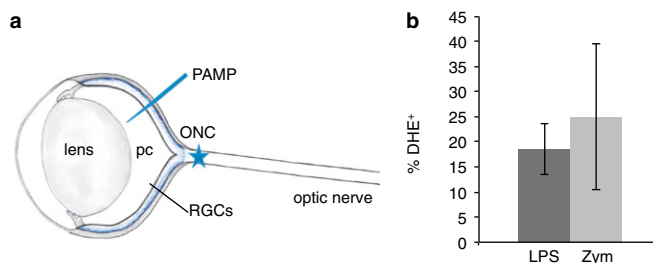 a
PAMP
ONC
lens
pc
optic nerve
RGCs
b
45
40
35
30
25
20
15
10
5
0
% DHE⁺
LPS Zym